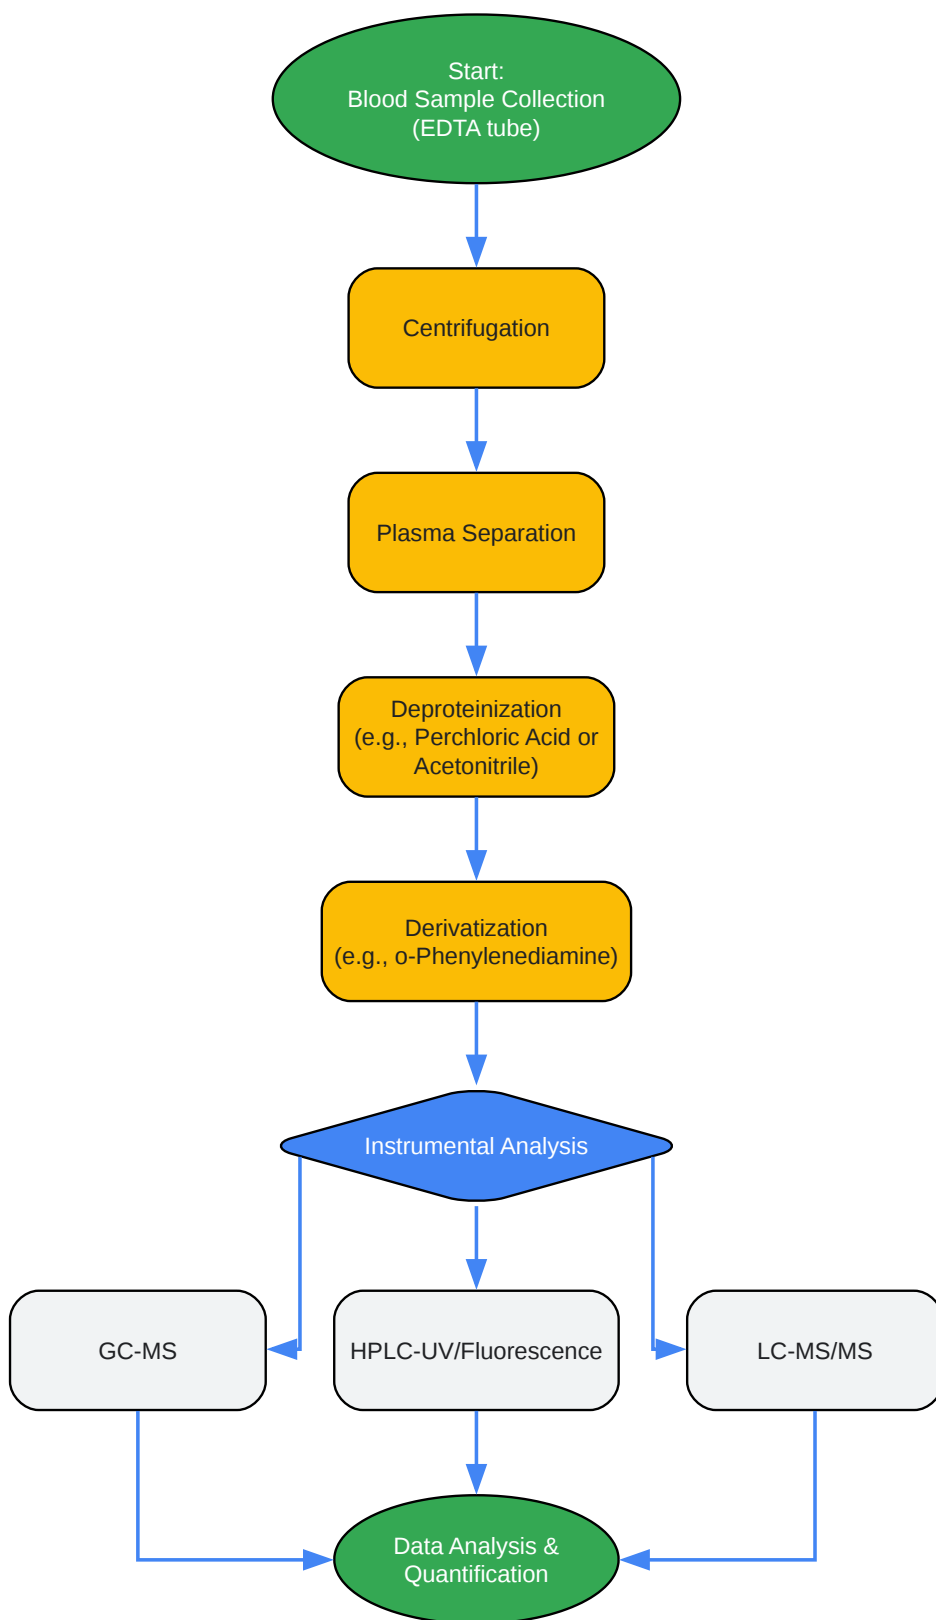 Start:
Blood Sample Collection
(EDTA tube)
Centrifugation
Plasma Separation
Deproteinization
(e.g., Perchloric Acid or
Acetonitrile)
Derivatization
(e.g., o-Phenylenediamine)
Instrumental Analysis
GC-MS
HPLC-UV/Fluorescence
LC-MS/MS
Data Analysis &
Quantification